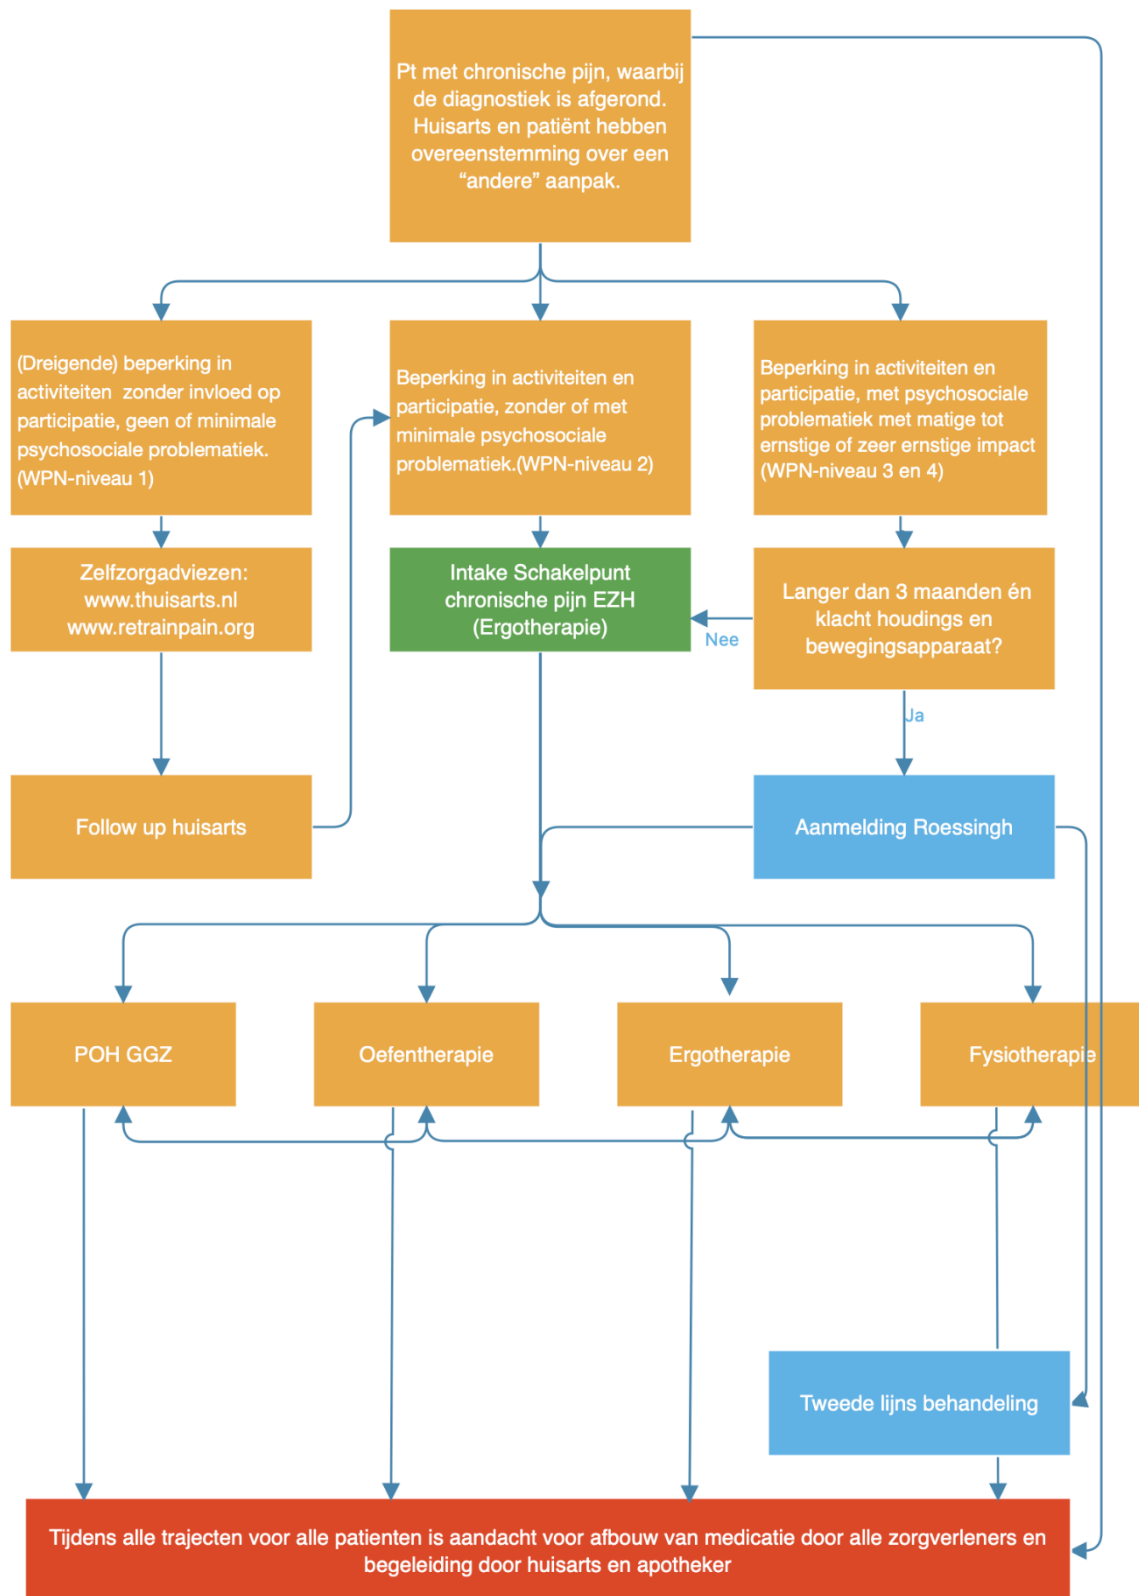 Pt met chronische pijn, waarbij
de diagnostiek is afgerond.
Huisarts en patiënt hebben
overeenstemming over een
“andere” aanpak.
(Dreigende) beperking in
activiteiten zonder invloed op
participatie, geen of minimale
psychosociale problematiek.
(WPN-niveau 1)
Beperking in activiteiten en
participatie, zonder of met
minimale psychosociale
problematiek.(WPN-niveau 2)
Beperking in activiteiten en
participatie, met psychosociale
problematiek met matige tot
ernstige of zeer ernstige impact
(WPN-niveau 3 en 4)
Zelfzorgadviezen:
www.thuisarts.nl
www.retrainpain.org
Intake Schakelpunt
chronische pijn EZH
(Ergotherapie)
Nee
Langer dan 3 maanden én
klacht houdings en
bewegingsapparaat?
Ja
Follow up huisarts
Aanmelding Roessingh
POH GGZ
Oefentherapie
Ergotherapie
Fysiotherapie
Tweede lijns behandeling
Tijdens alle trajecten voor alle patienten is aandacht voor afbouw van medicatie door alle zorgverleners en
begeleiding door huisarts en apotheker